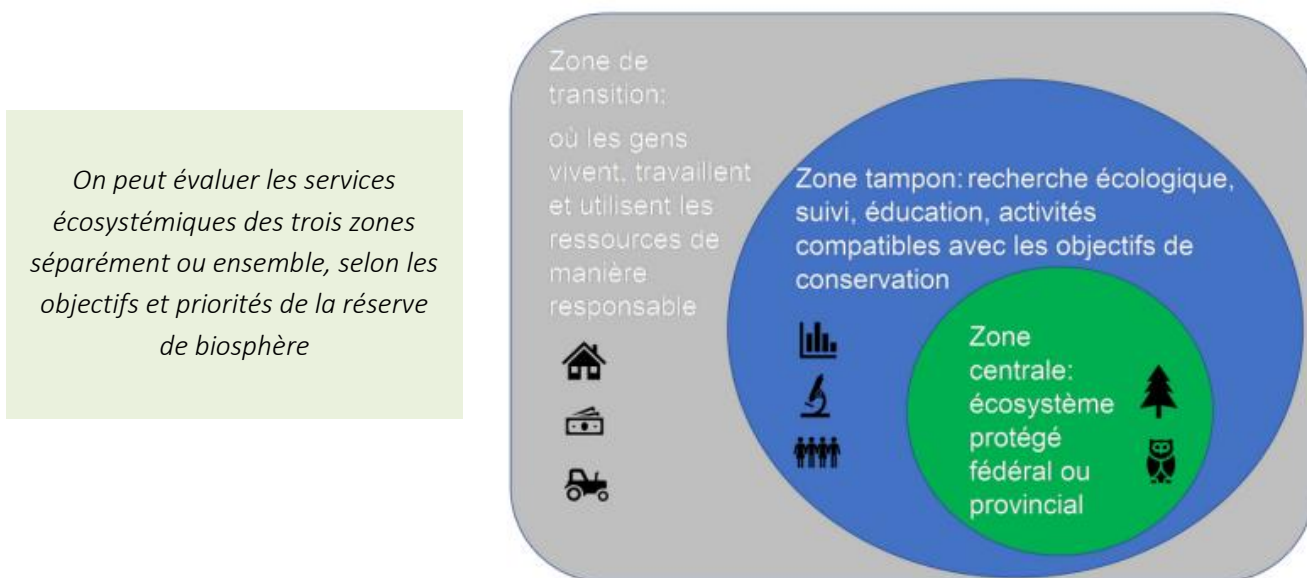 On peut évaluer les services
écosystémiques des trois zones
séparément ou ensemble, selon les
objectifs et priorités de la réserve
de biosphère
Zone de
transition:
où les gens
vivent, travaillent
et utilisent les
ressources de
manière
responsable
Zone tampon: recherche écologique,
suivi, éducation, activités
compatibles avec les objectifs de
conservation
Zone
centrale:
écosystème
protégé
fédéral ou
provincial